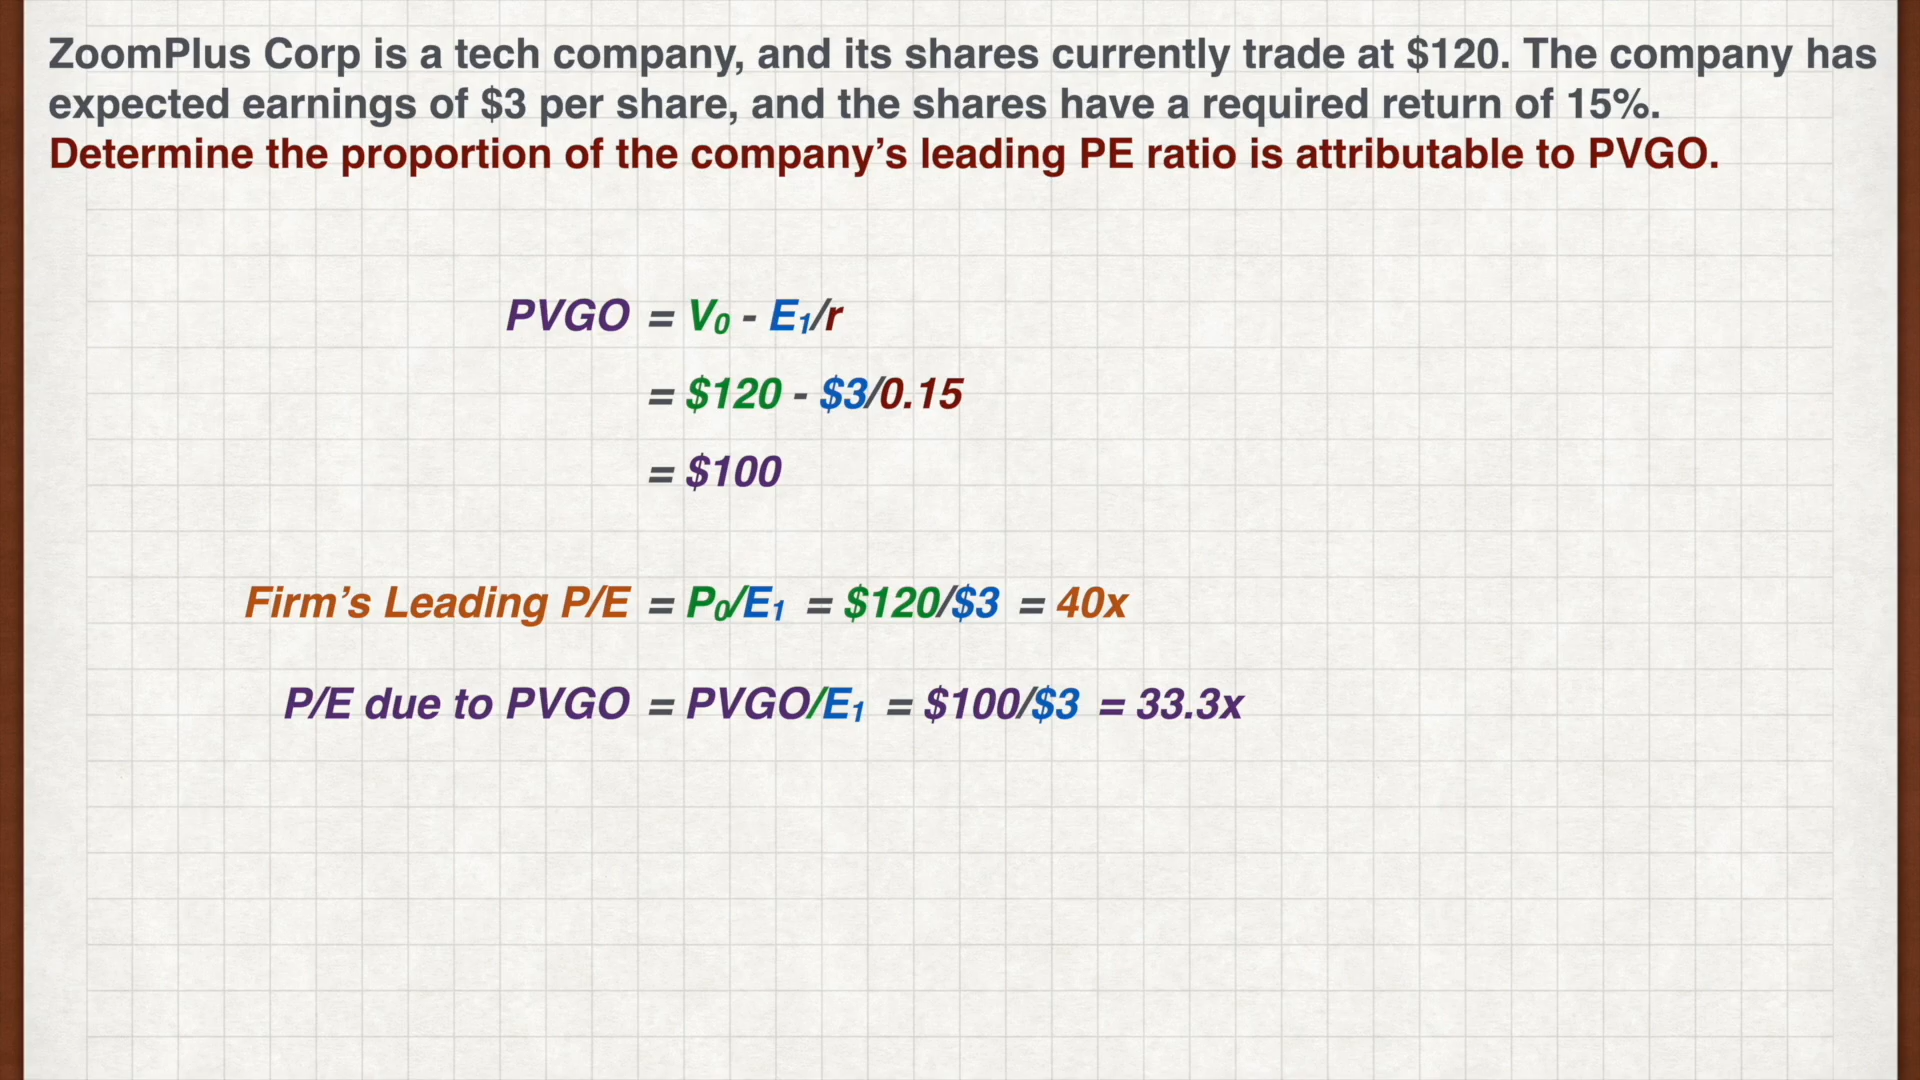 ZoomPlus Corp is a tech company, and its shares currently trade at $120. The company has
expected earnings of $3 per share, and the shares have a required return of 15%.
Determine the proportion of the company’s leading PE ratio is attributable to PVGO.
PVGO = V₀ - E₁/r
= $120 - $3/0.15
= $100
Firm’s Leading P/E = P₀/E₁ = $120/$3 = 40x
P/E due to PVGO = PVGO/E₁ = $100/$3 = 33.3x